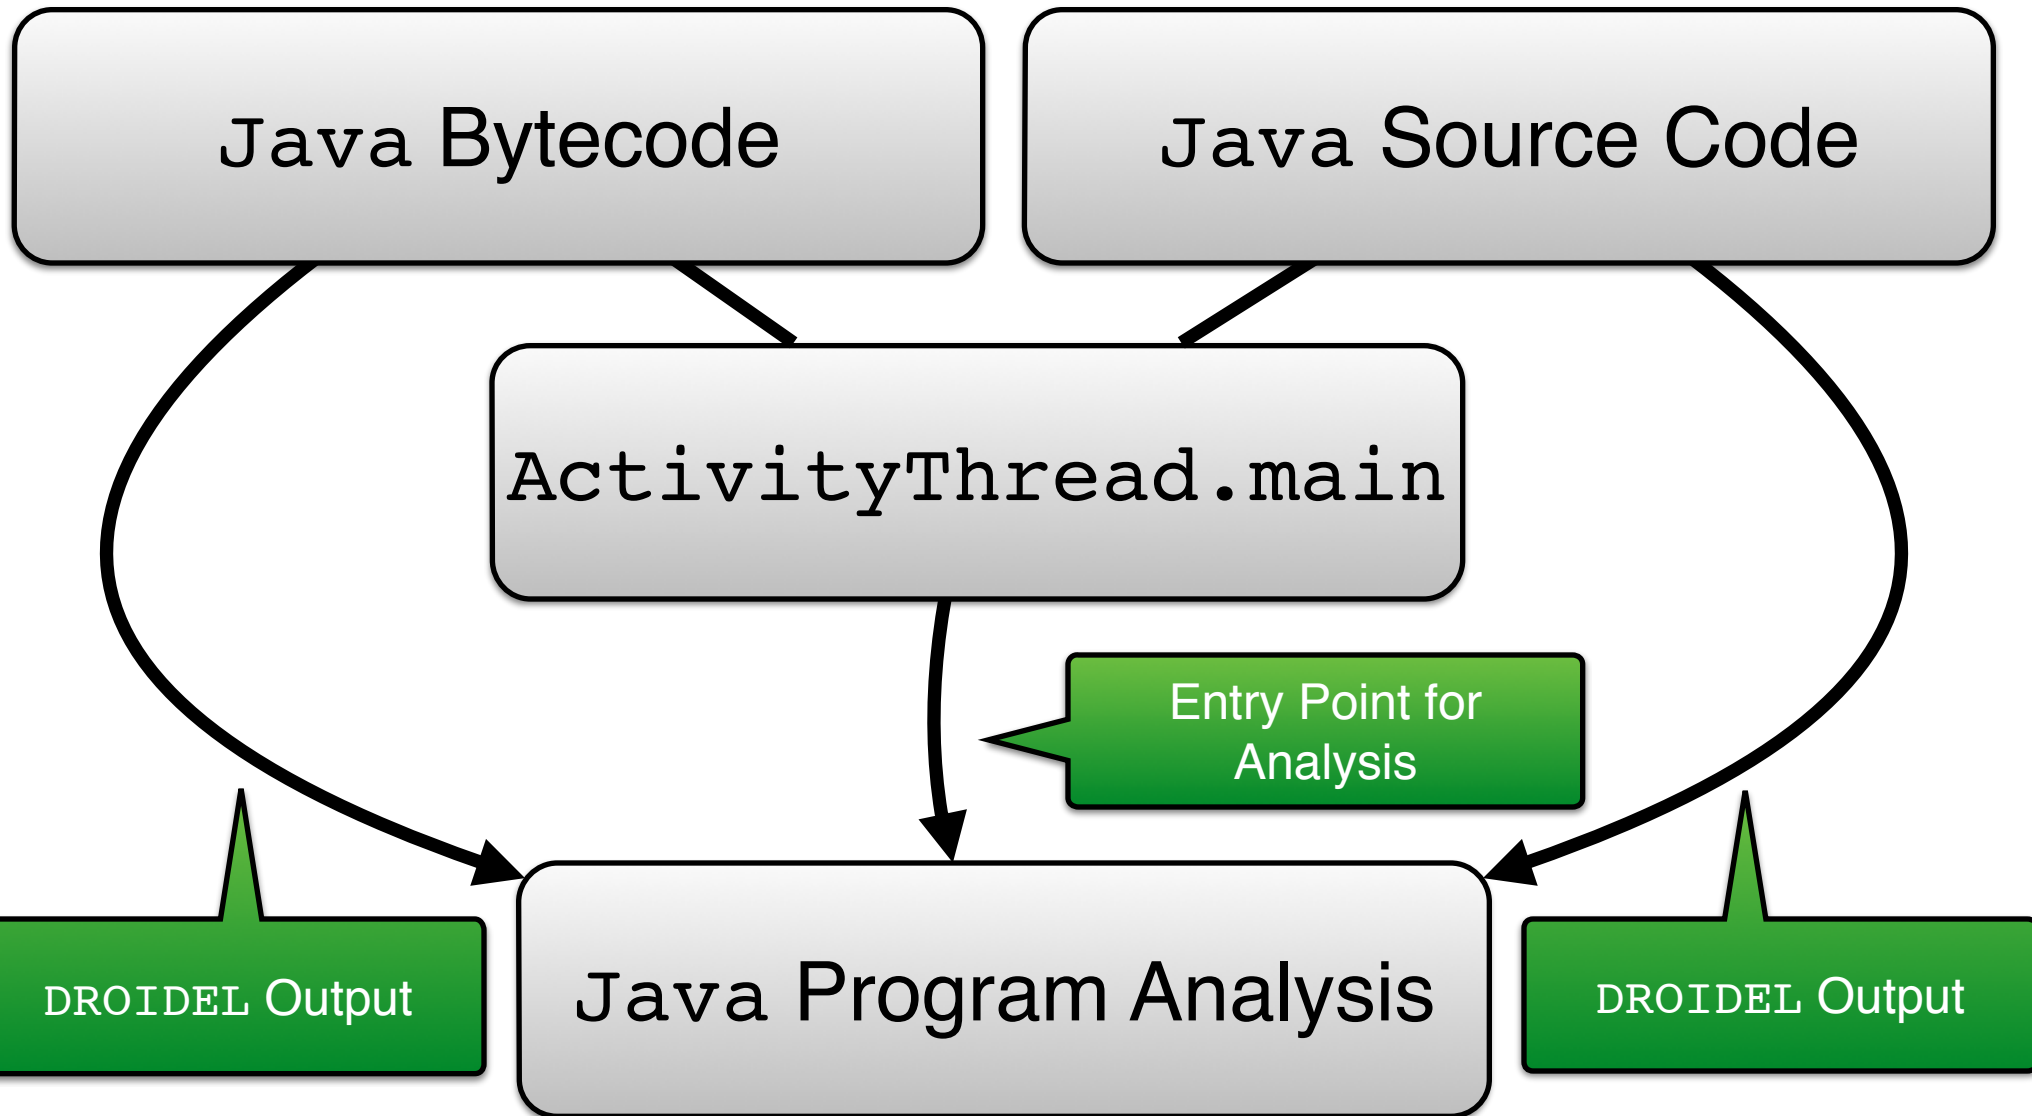 Java Bytecode
Java Source Code
ActivityThread.main
Entry Point for
Analysis
DROIDEL Output
Java Program Analysis
DROIDEL Output